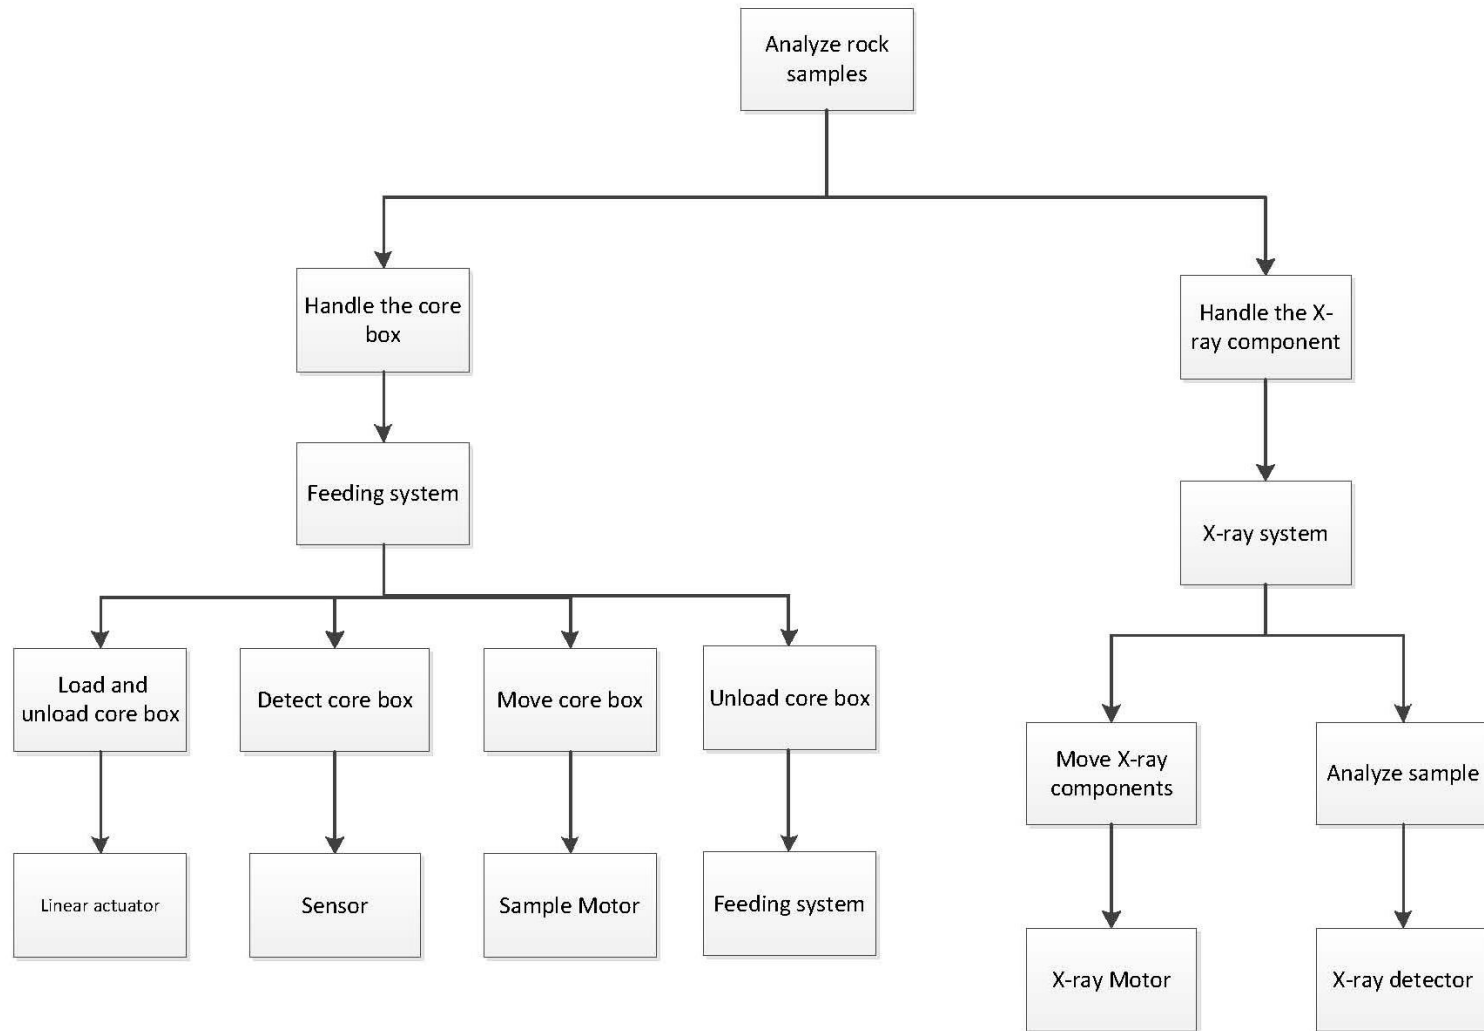 Analyze rock
samples
Handle the core
box
Handle the X-
ray component
Feeding system
X-ray system
Load and
unload core box
Detect core box
Move core box
Unload core box
Move X-ray
components
Analyze sample
Linear actuator
Sensor
Sample Motor
Feeding system
X-ray Motor
X-ray detector